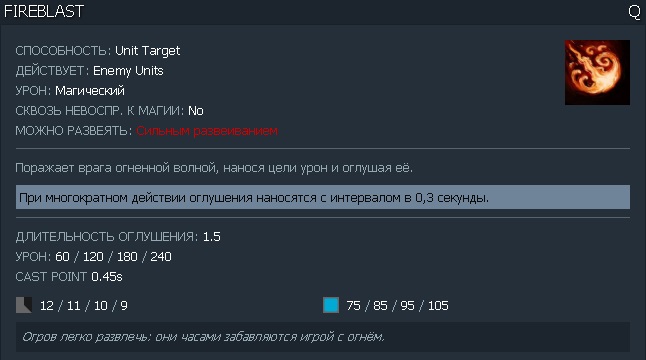 FIREBLAST Q
СПОСОБНОСТЬ: Unit Target
ДЕЙСТВУЕТ: Enemy Units
УРОН: Магический
СКВОЗЬ НЕВОСПР. К МАГИИ: No
МОЖНО РАЗВЕЯТЬ: Сильным развеиванием
Поражает врага огненной волной, нанося цели урон и оглушая её.
При многократном действии оглушения наносятся с интервалом в 0,3 секунды.
ДЛИТЕЛЬНОСТЬ ОГЛУШЕНИЯ: 1.5
УРОН: 60 / 120 / 180 / 240
CAST POINT 0.45s
12 / 11 / 10 / 9 75 / 85 / 95 / 105
Огров легко развлечь: они часами забавляются игрой с огнём.